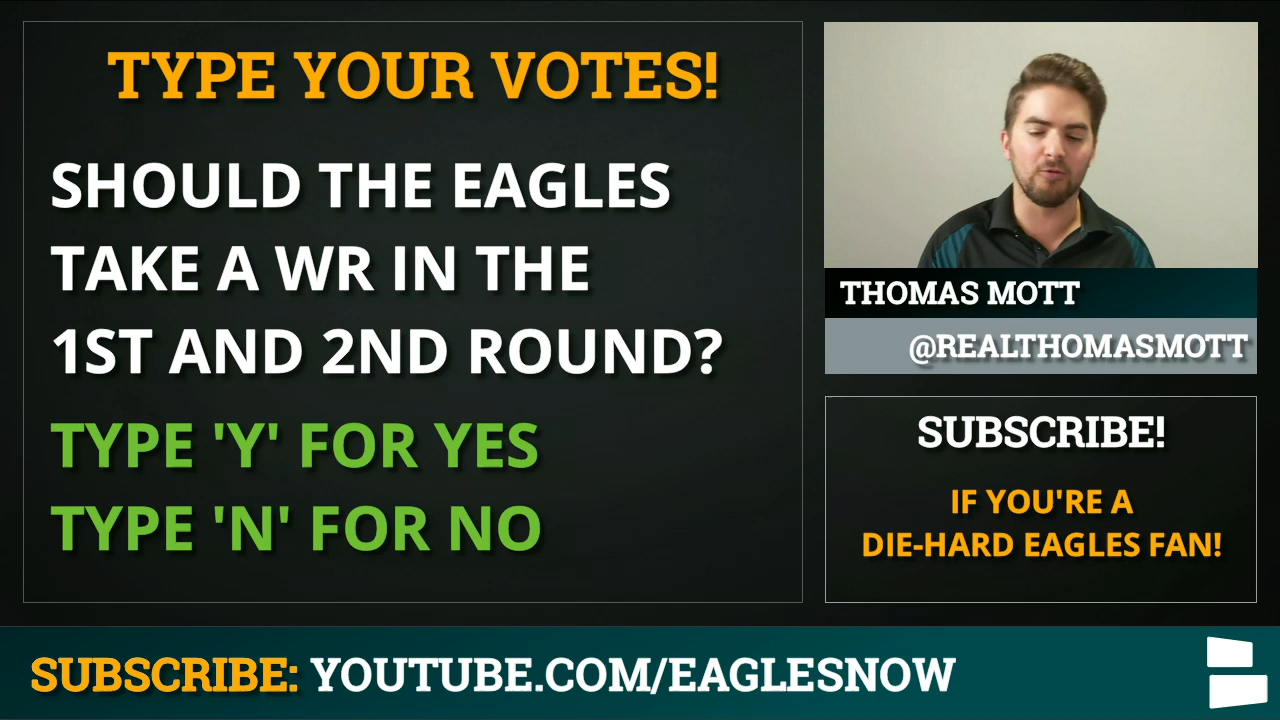 TYPE YOUR VOTES!
SHOULD THE EAGLES
TAKE A WR IN THE
1ST AND 2ND ROUND?
TYPE 'Y' FOR YES
TYPE 'N' FOR NO
THOMAS MOTT
@REALTHOMASMOTT
SUBSCRIBE!
IF YOU'RE A
DIE-HARD EAGLES FAN!
SUBSCRIBE: YOUTUBE.COM/EAGLESNOW